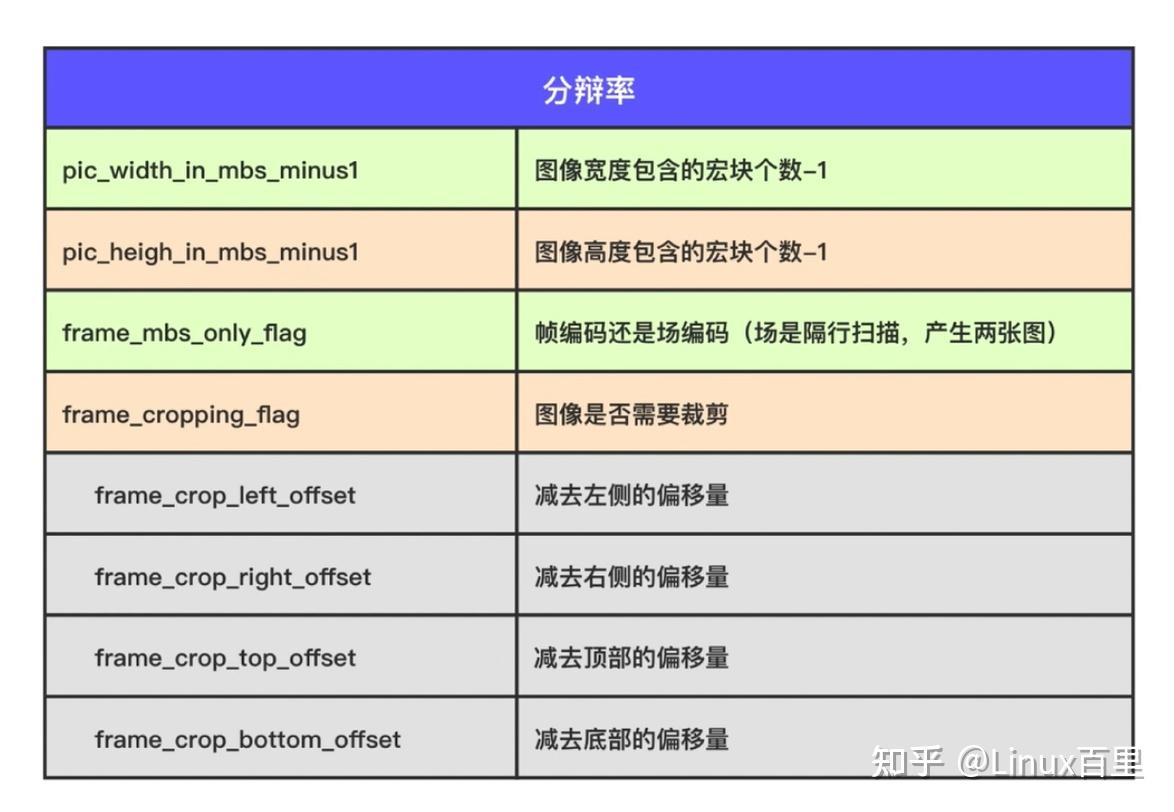 分辩率
pic_width_in_mbs_minus1 图像宽度包含的宏块个数-1
pic_heigh_in_mbs_minus1 图像高度包含的宏块个数-1
frame_mbs_only_flag 帧编码还是场编码（场是隔行扫描，产生两张图）
frame_cropping_flag 图像是否需要裁剪
frame_crop_left_offset 减去左侧的偏移量
frame_crop_right_offset 减去右侧的偏移量
frame_crop_top_offset 减去顶部的偏移量
frame_crop_bottom_offset 减去底部的偏移量
知乎 @Linux百里